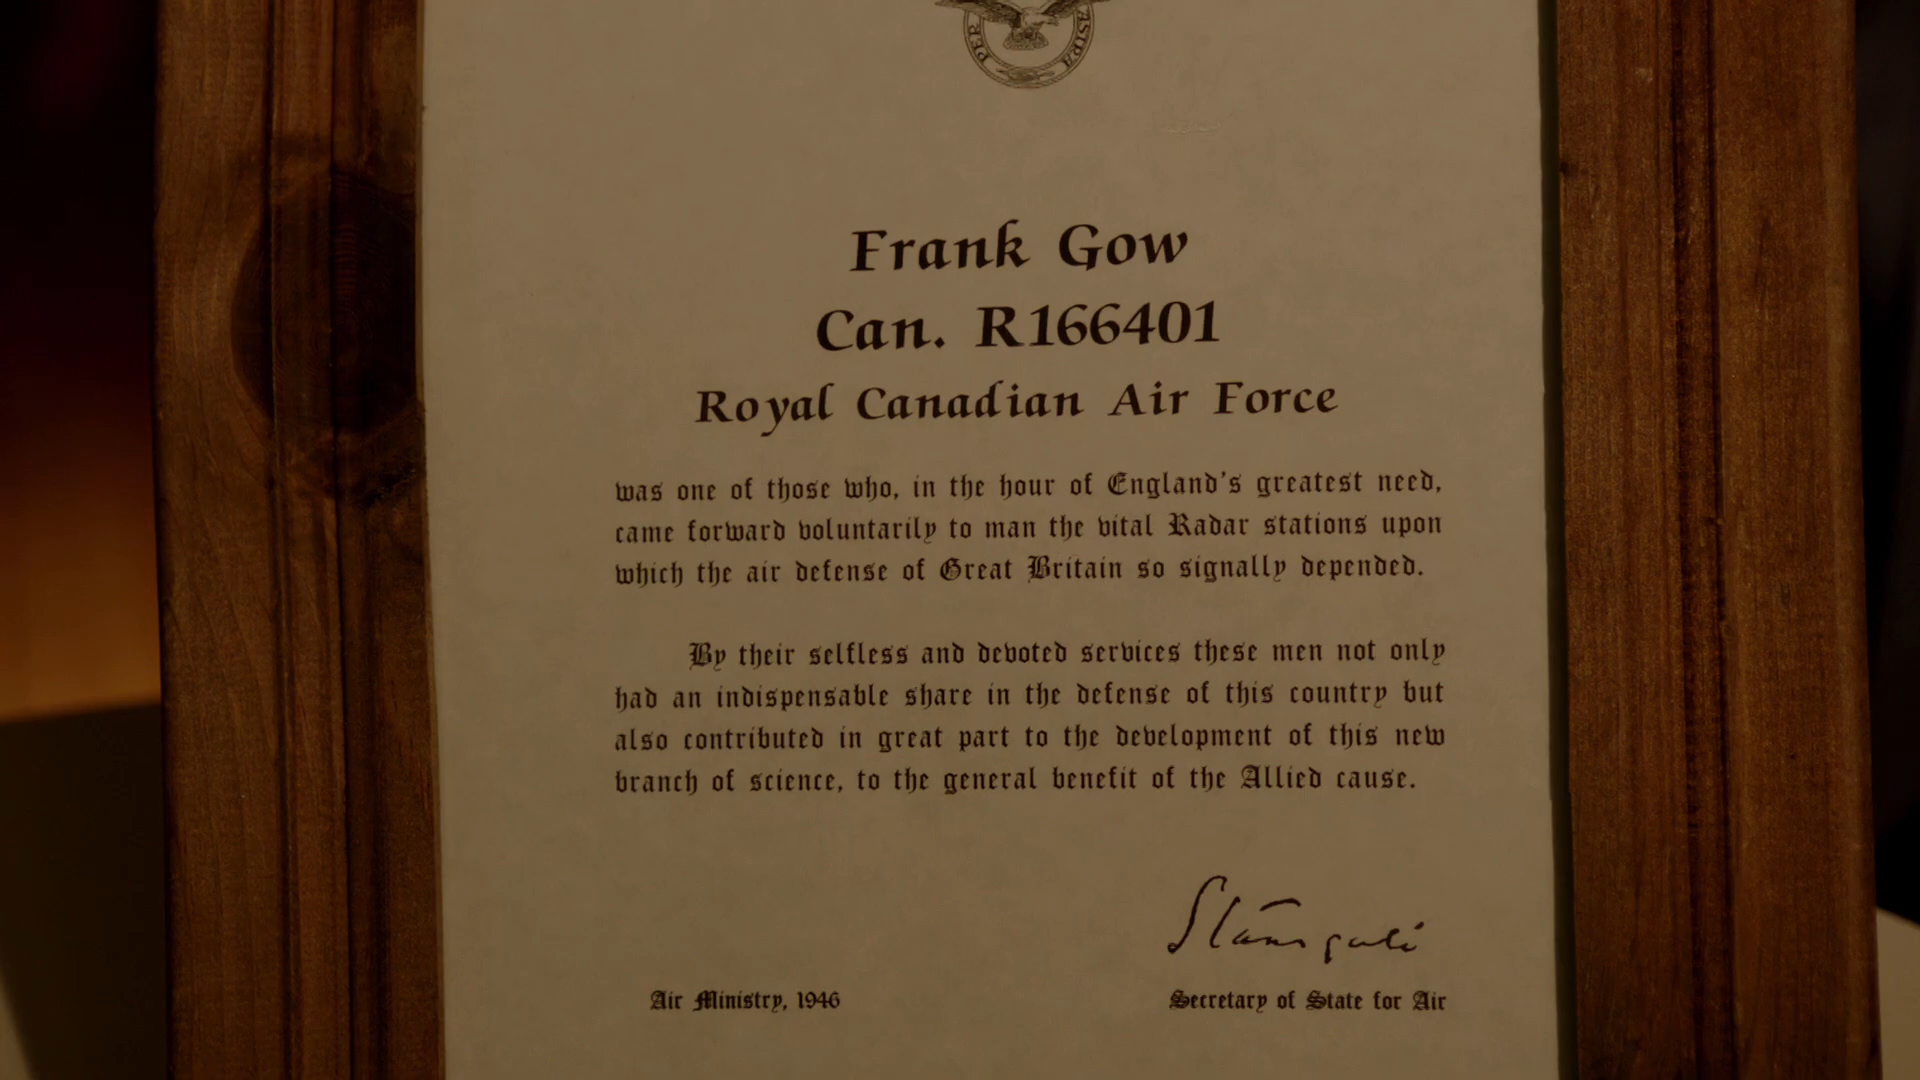 PER ASTRA
Frank Gow
Can. R166401
Royal Canadian Air Force
was one of those who, in the hour of England's greatest need,
came forward voluntarily to man the vital Radar stations upon
which the air defense of Great Britain so signally depended.
By their selfless and devoted services these men not only
had an indispensable share in the defense of this country but
also contributed in great part to the development of this new
branch of science, to the general benefit of the Allied cause.
Stansgate
Air Ministry, 1946 Secretary of State for Air